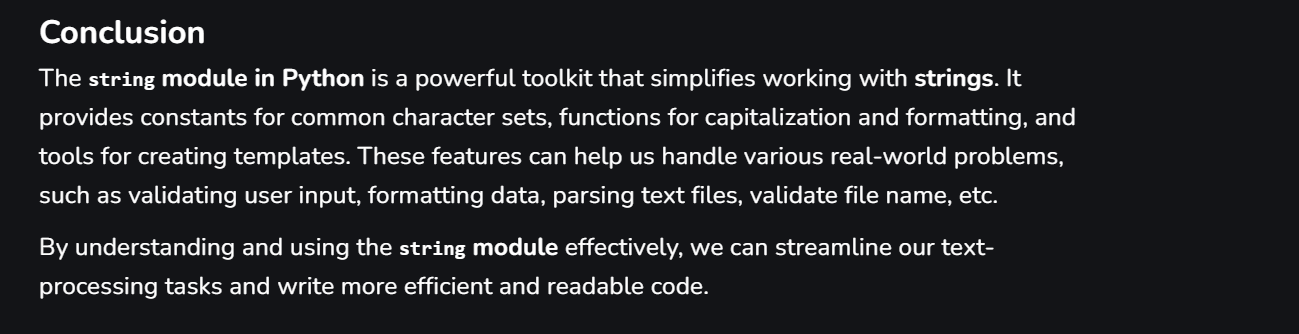 Conclusion
The string module in Python is a powerful toolkit that simplifies working with strings. It
provides constants for common character sets, functions for capitalization and formatting, and
tools for creating templates. These features can help us handle various real-world problems,
such as validating user input, formatting data, parsing text files, validate file name, etc.
By understanding and using the string module effectively, we can streamline our text-
processing tasks and write more efficient and readable code.